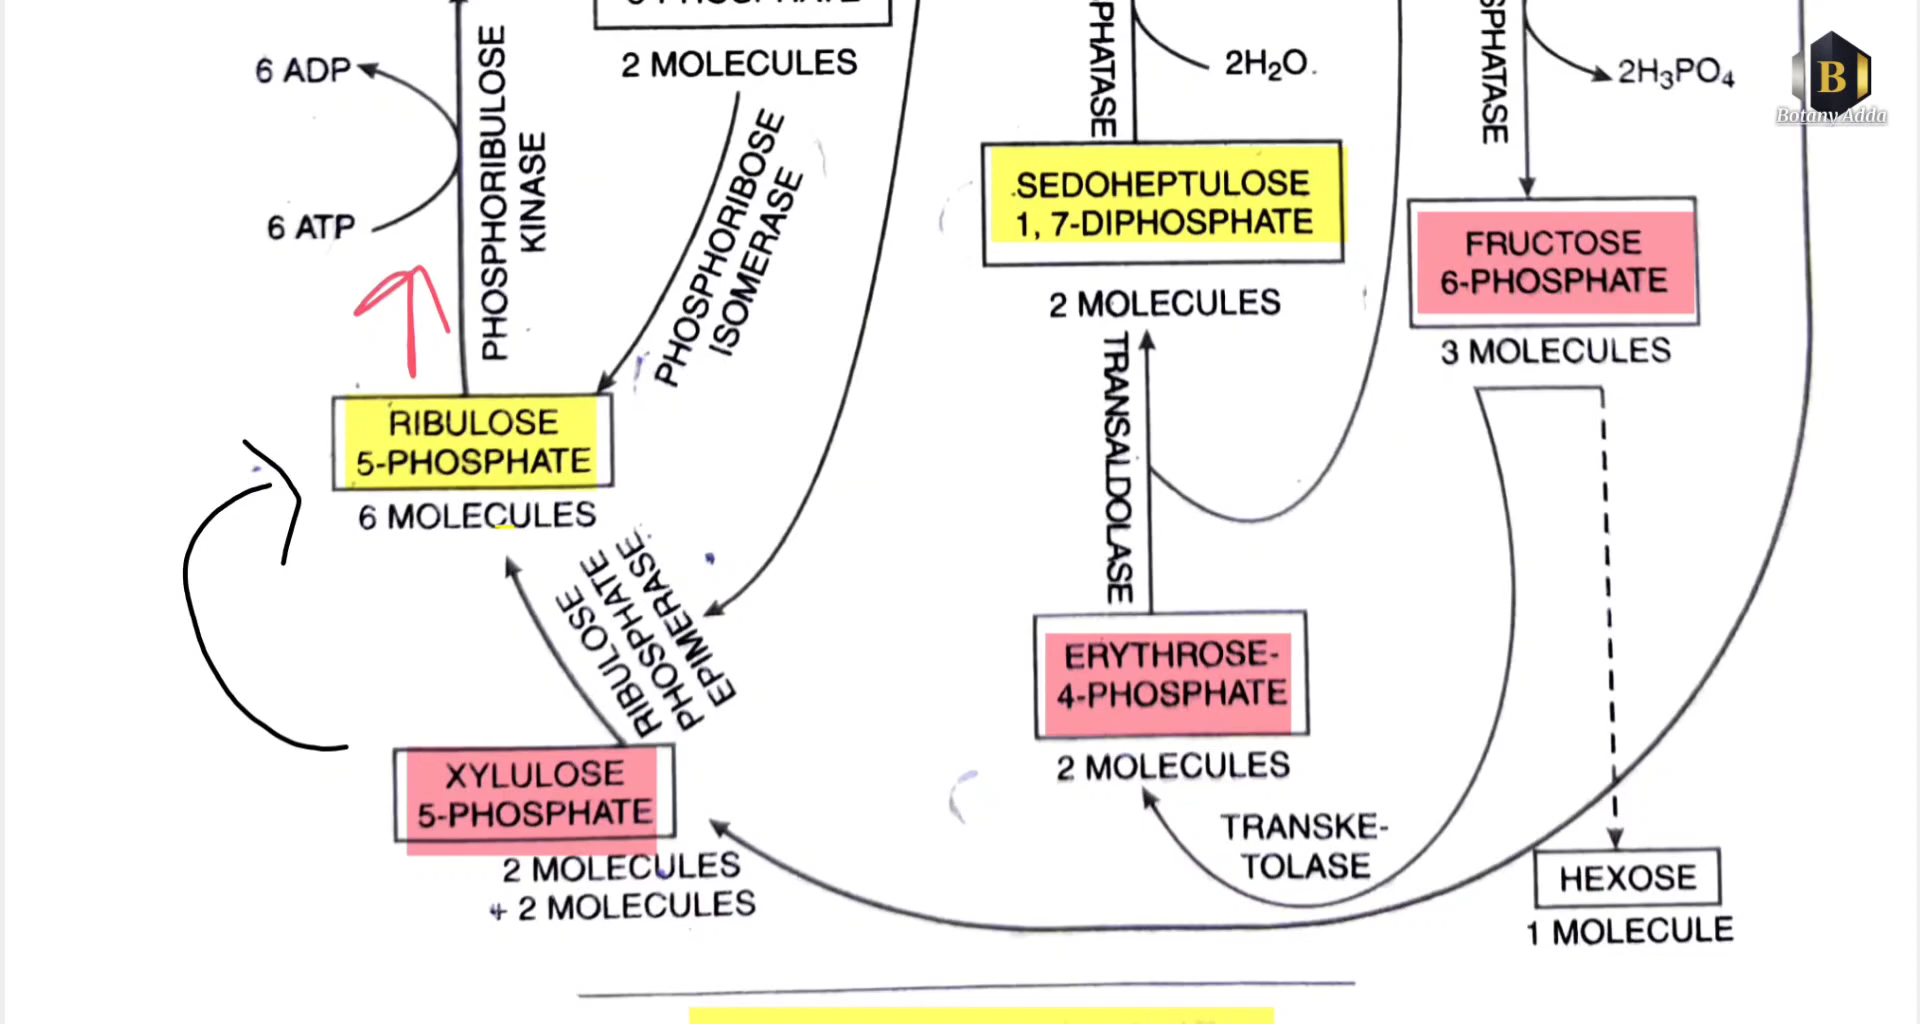 2 MOLECULES
6 ADP
6 ATP
PHOSPHORIBULOSE
KINASE
PHOSPHORIBOSE
ISOMERASE
PHATASE
2H₂O.
SPHATASE
2H₃PO₄
B
Botany Adda
SEDOHEPTULOSE
1, 7-DIPHOSPHATE
2 MOLECULES
FRUCTOSE
6-PHOSPHATE
3 MOLECULES
RIBULOSE
5-PHOSPHATE
6 MOLECULES
TRANSALDOLASE
RIBULOSE
PHOSPHATE
EPIMERASE
ERYTHROSE-
4-PHOSPHATE
2 MOLECULES
XYLULOSE
5-PHOSPHATE
2 MOLECULES
+ 2 MOLECULES
TRANSKE-
TOLASE
HEXOSE
1 MOLECULE